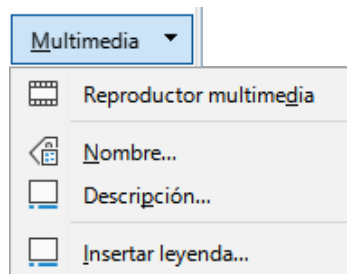 Multimedia
Reproductor multimedia
Nombre...
Descripción...
Insertar leyenda...